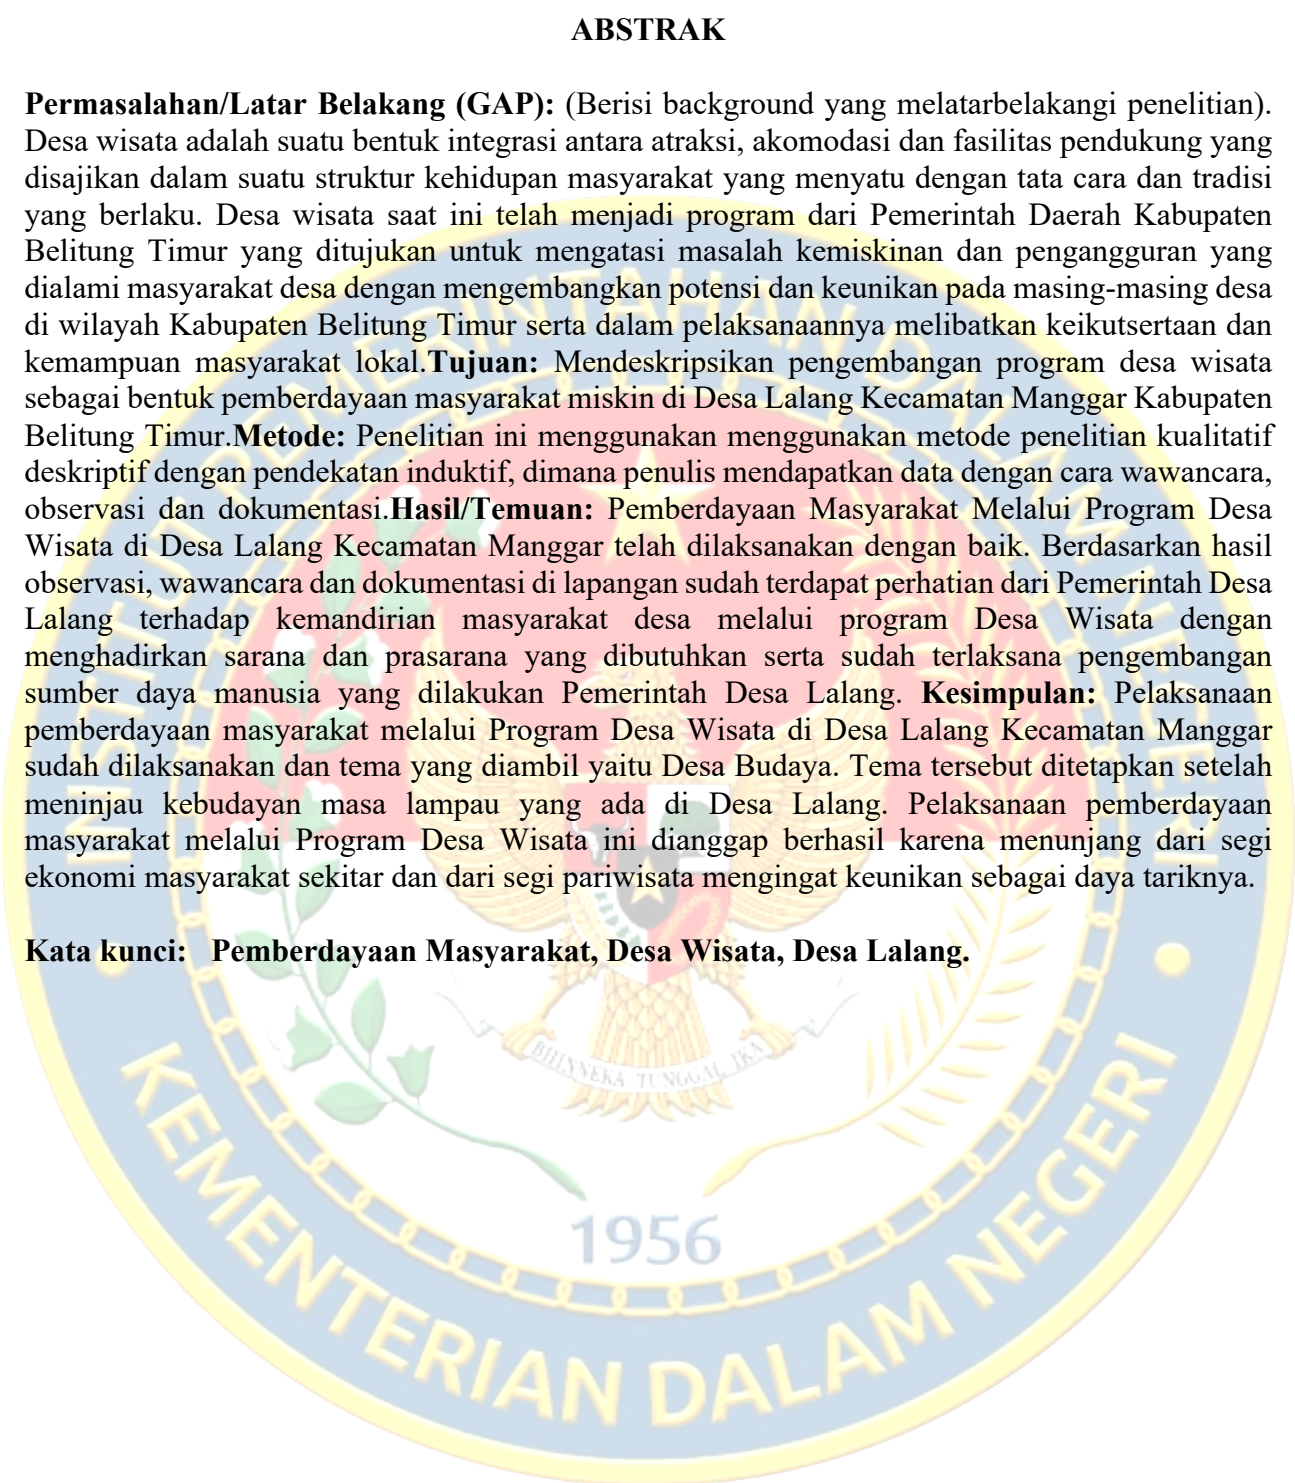 ABSTRAK
Permasalahan/Latar Belakang (GAP): (Berisi background yang melatarbelakangi penelitian).
Desa wisata adalah suatu bentuk integrasi antara atraksi, akomodasi dan fasilitas pendukung yang
disajikan dalam suatu struktur kehidupan masyarakat yang menyatu dengan tata cara dan tradisi
yang berlaku. Desa wisata saat ini telah menjadi program dari Pemerintah Daerah Kabupaten
Belitung Timur yang ditujukan untuk mengatasi masalah kemiskinan dan pengangguran yang
dialami masyarakat desa dengan mengembangkan potensi dan keunikan pada masing-masing desa
di wilayah Kabupaten Belitung Timur serta dalam pelaksanaannya melibatkan keikutsertaan dan
kemampuan masyarakat lokal.Tujuan: Mendeskripsikan pengembangan program desa wisata
sebagai bentuk pemberdayaan masyarakat miskin di Desa Lalang Kecamatan Manggar Kabupaten
Belitung Timur.Metode: Penelitian ini menggunakan menggunakan metode penelitian kualitatif
deskriptif dengan pendekatan induktif, dimana penulis mendapatkan data dengan cara wawancara,
observasi dan dokumentasi.Hasil/Temuan: Pemberdayaan Masyarakat Melalui Program Desa
Wisata di Desa Lalang Kecamatan Manggar telah dilaksanakan dengan baik. Berdasarkan hasil
observasi, wawancara dan dokumentasi di lapangan sudah terdapat perhatian dari Pemerintah Desa
Lalang terhadap kemandirian masyarakat desa melalui program Desa Wisata dengan
menghadirkan sarana dan prasarana yang dibutuhkan serta sudah terlaksana pengembangan
sumber daya manusia yang dilakukan Pemerintah Desa Lalang. Kesimpulan: Pelaksanaan
pemberdayaan masyarakat melalui Program Desa Wisata di Desa Lalang Kecamatan Manggar
sudah dilaksanakan dan tema yang diambil yaitu Desa Budaya. Tema tersebut ditetapkan setelah
meninjau kebudayan masa lampau yang ada di Desa Lalang. Pelaksanaan pemberdayaan
masyarakat melalui Program Desa Wisata ini dianggap berhasil karena menunjang dari segi
ekonomi masyarakat sekitar dan dari segi pariwisata mengingat keunikan sebagai daya tariknya.
Kata kunci: Pemberdayaan Masyarakat, Desa Wisata, Desa Lalang.
INSTITUT PEMERINTAHAN DALAM NEGERI
BHINNEKA TUNGGAL IKA
1956
KEMENTERIAN DALAM NEGERI